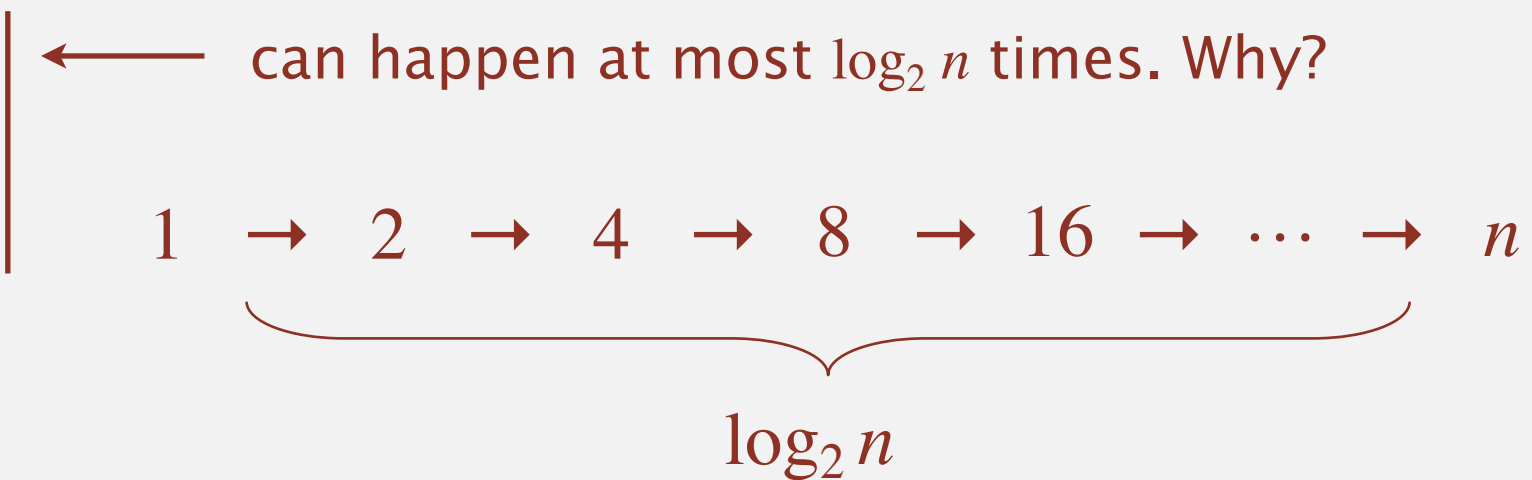 ← can happen at most log₂ n times. Why?
1 → 2 → 4 → 8 → 16 → ⋯ → n
log₂ n